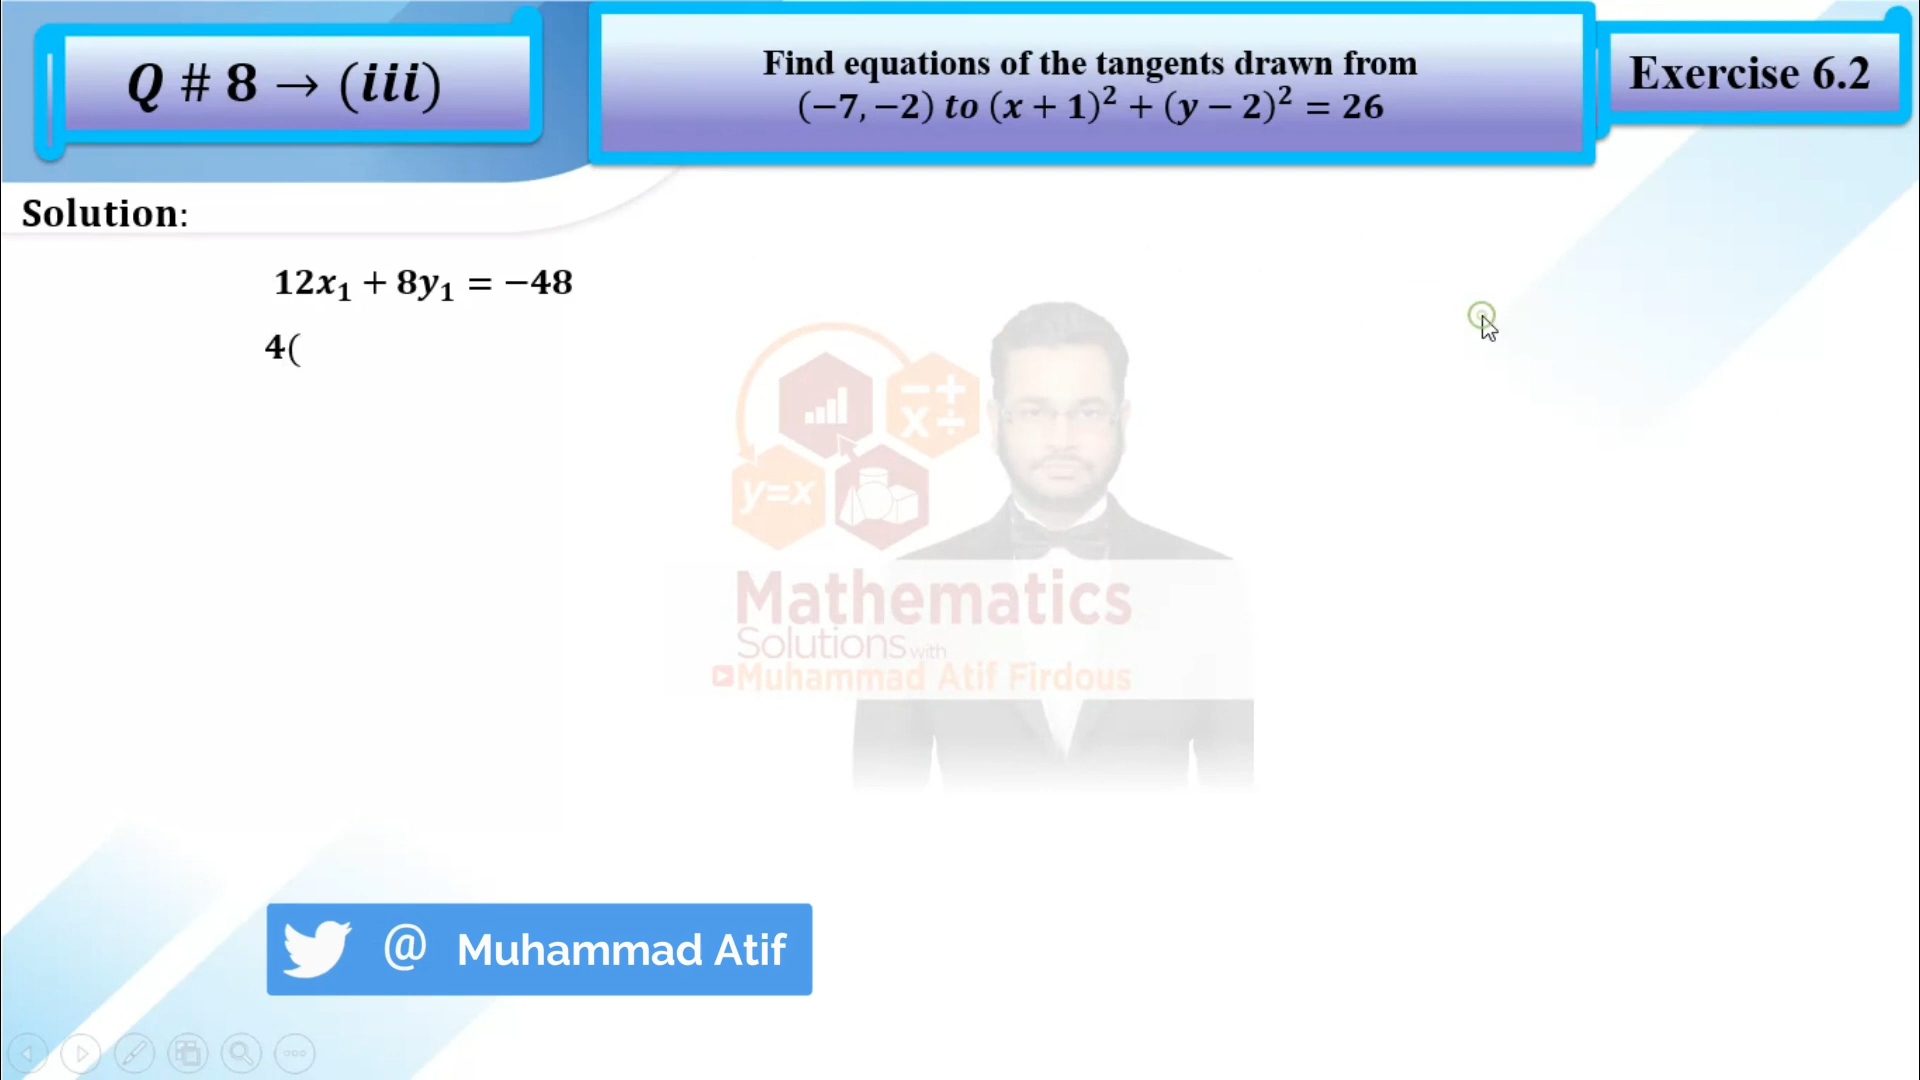 Q # 8 → (iii)
Find equations of the tangents drawn from
(−7, −2) to (x + 1)² + (y − 2)² = 26
Exercise 6.2
Solution:
12x₁ + 8y₁ = −48
4(
− +
x ÷
y=x
Mathematics
Solutions with
Muhammad Atif Firdous
@ Muhammad Atif